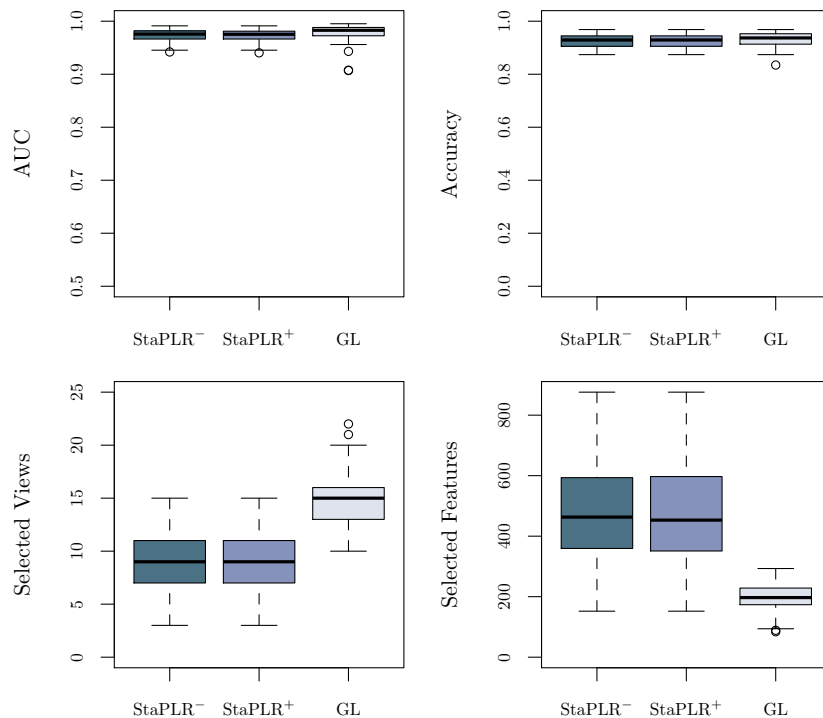 AUC
1.0
0.9
0.8
0.7
0.6
0.5
StaPLR⁻ StaPLR⁺ GL
Accuracy
1.0
0.8
0.6
0.4
0.2
0.0
StaPLR⁻ StaPLR⁺ GL
Selected Views
25
20
15
10
5
0
StaPLR⁻ StaPLR⁺ GL
Selected Features
800
600
400
200
0
StaPLR⁻ StaPLR⁺ GL